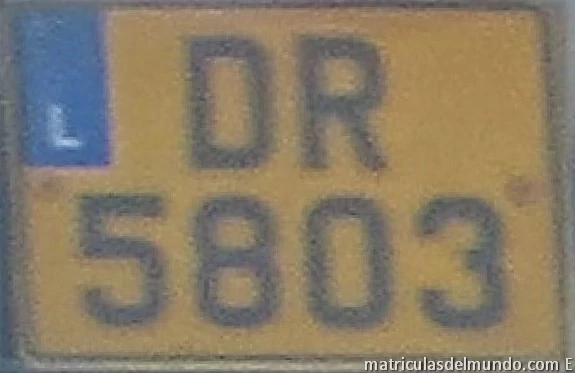 DR
L
5803
matriculasdelmundo.com E